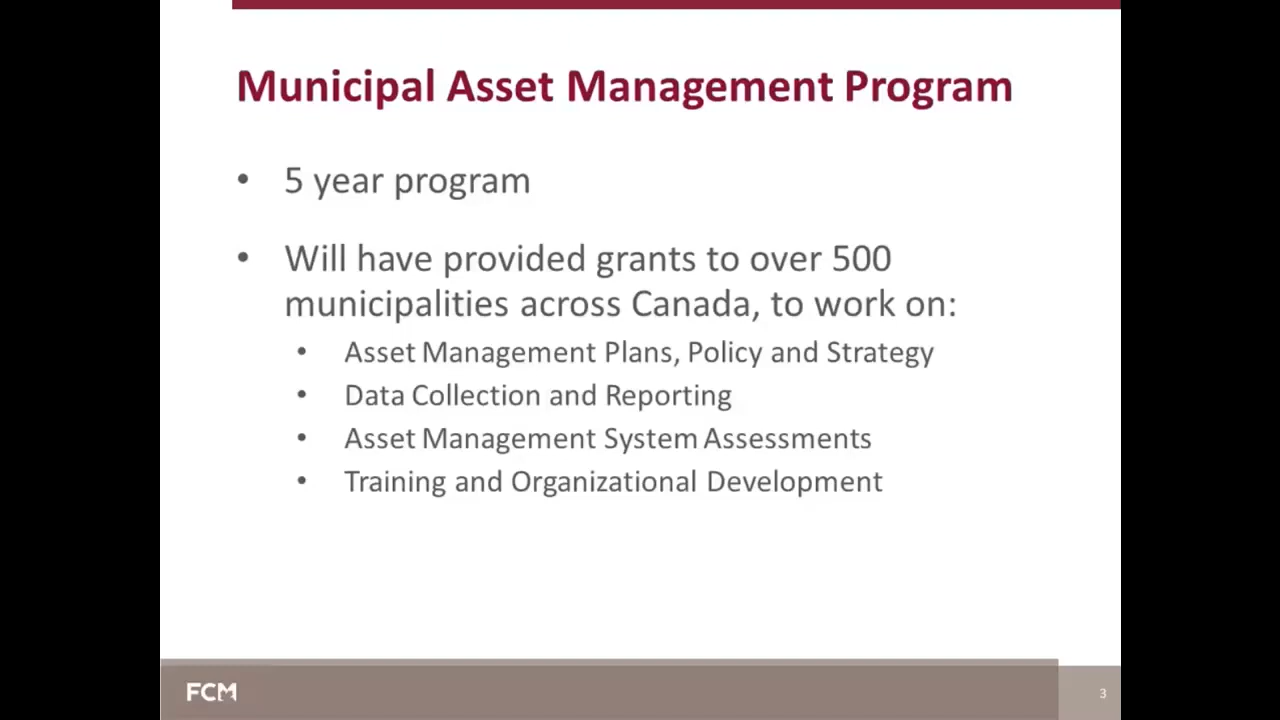 Municipal Asset Management Program
• 5 year program
• Will have provided grants to over 500
municipalities across Canada, to work on:
• Asset Management Plans, Policy and Strategy
• Data Collection and Reporting
• Asset Management System Assessments
• Training and Organizational Development
FCM
3